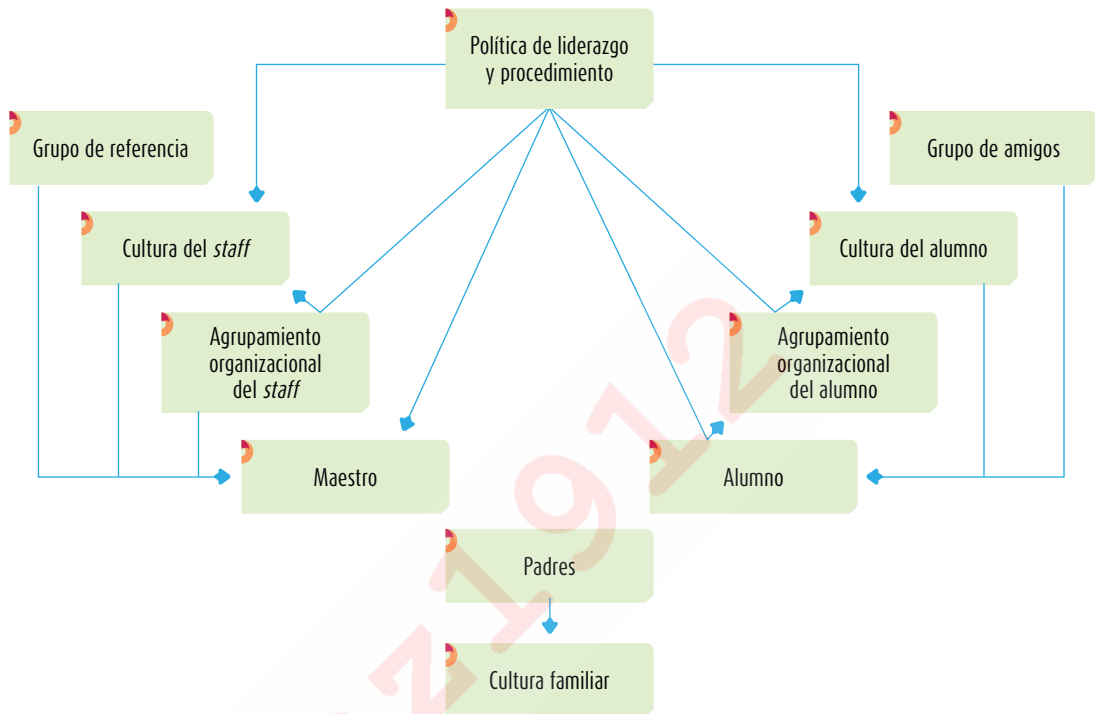 Política de liderazgo
y procedimiento
Grupo de referencia
Grupo de amigos
Cultura del staff
Cultura del alumno
Agrupamiento
organizacional
del staff
Agrupamiento
organizacional
del alumno
Maestro
Alumno
Padres
Cultura familiar
z1912